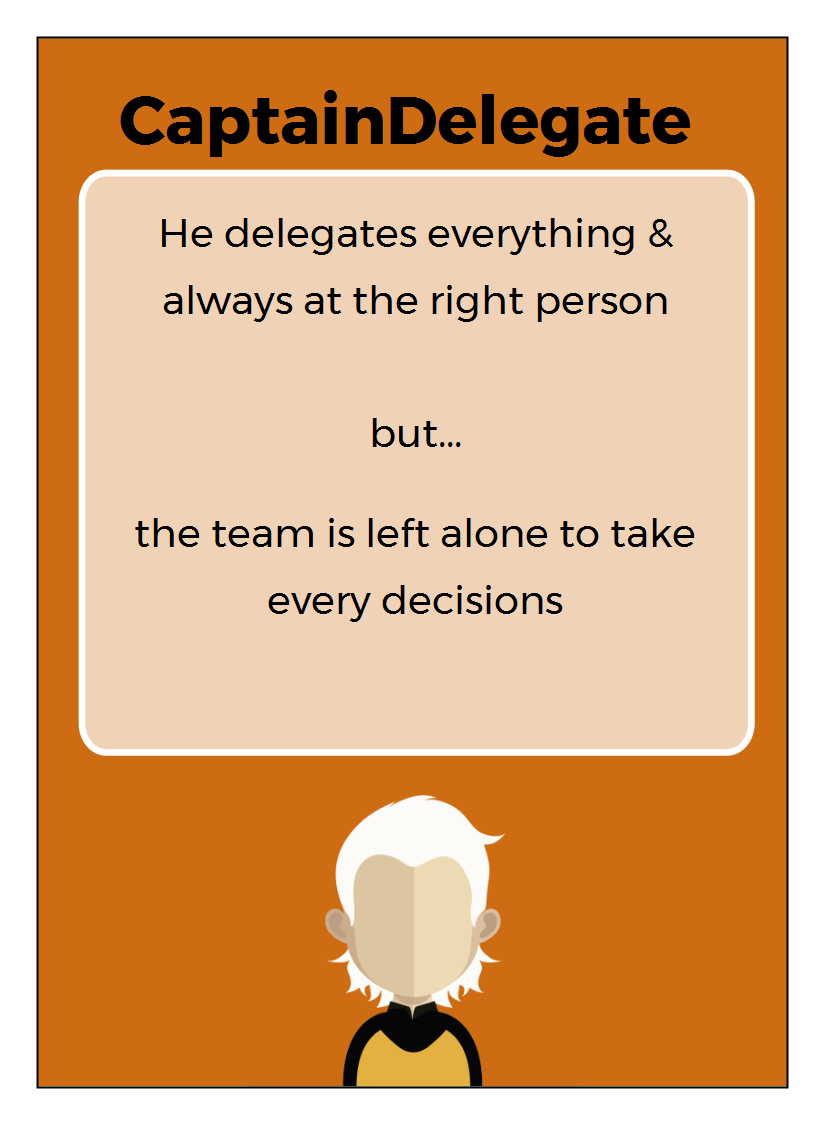 CaptainDelegate
He delegates everything &
always at the right person
but...
the team is left alone to take
every decisions